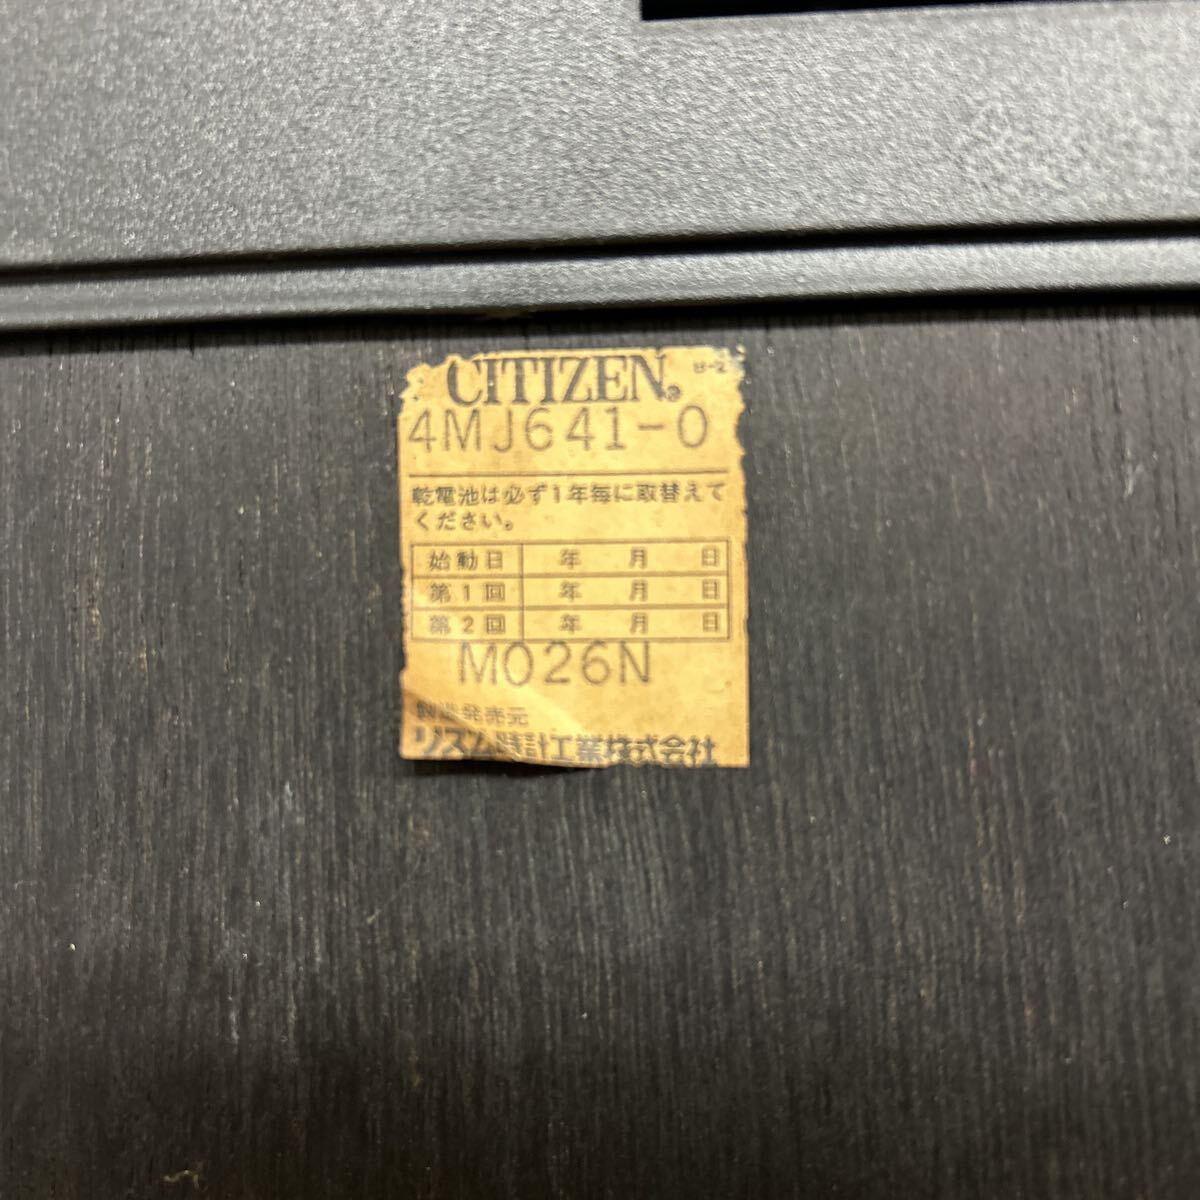 CITIZEN® B-2
4MJ641-0
乾電池は必ず1年毎に取替えて
ください。
始動日 年 月 日
第1回 年 月 日
第2回 年 月 日
M026N
製造発売元
リズム時計工業株式会社